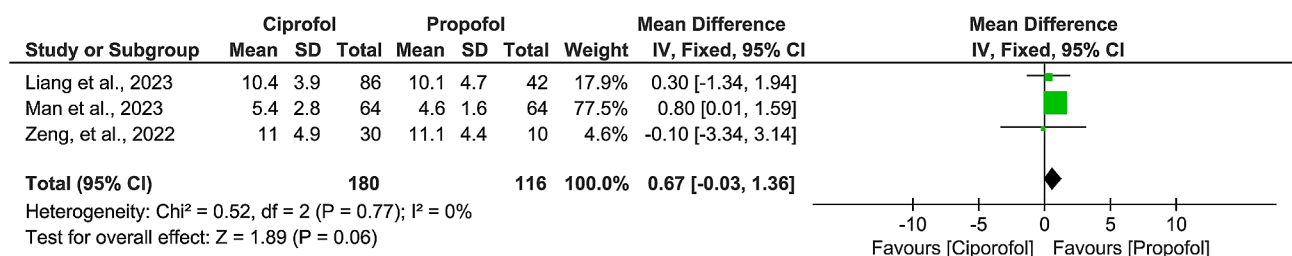 Ciprofol Propofol Mean Difference Mean Difference
Study or Subgroup Mean SD Total Mean SD Total Weight IV, Fixed, 95% CI IV, Fixed, 95% CI
Liang et al., 2023 10.4 3.9 86 10.1 4.7 42 17.9% 0.30 [-1.34, 1.94]
Man et al., 2023 5.4 2.8 64 4.6 1.6 64 77.5% 0.80 [0.01, 1.59]
Zeng, et al., 2022 11 4.9 30 11.1 4.4 10 4.6% -0.10 [-3.34, 3.14]
Total (95% CI) 180 116 100.0% 0.67 [-0.03, 1.36]
Heterogeneity: Chi² = 0.52, df = 2 (P = 0.77); I² = 0%
Test for overall effect: Z = 1.89 (P = 0.06)
-10 -5 0 5 10
Favours [Ciporofol] Favours [Propofol]